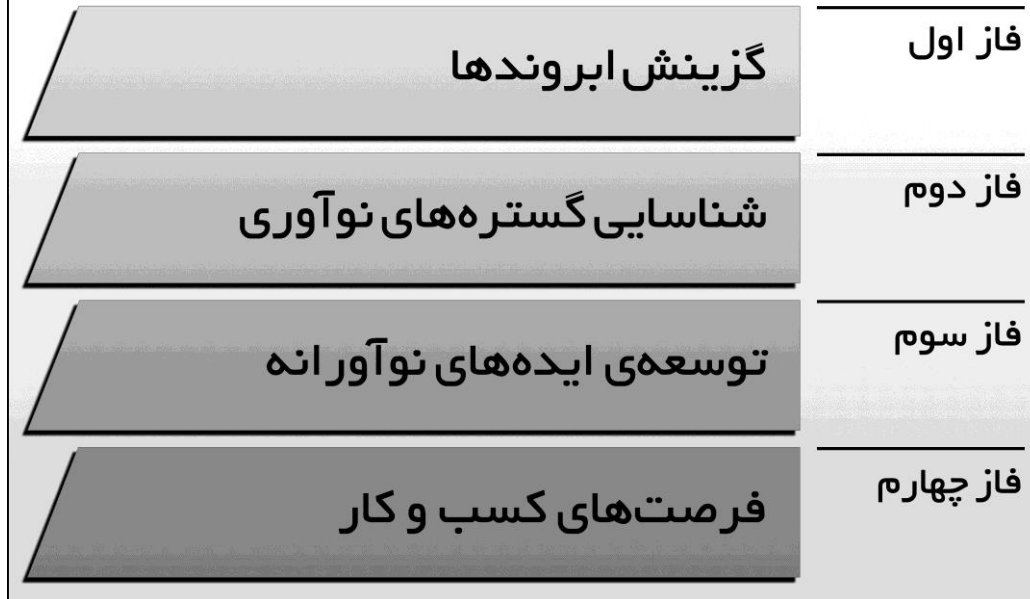 فاز اول
گزینش ابروندها
فاز دوم
شناسایی گستره‌های نوآوری
فاز سوم
توسعه‌ی ایده‌های نوآورانه
فاز چهارم
فرصت‌های کسب و کار